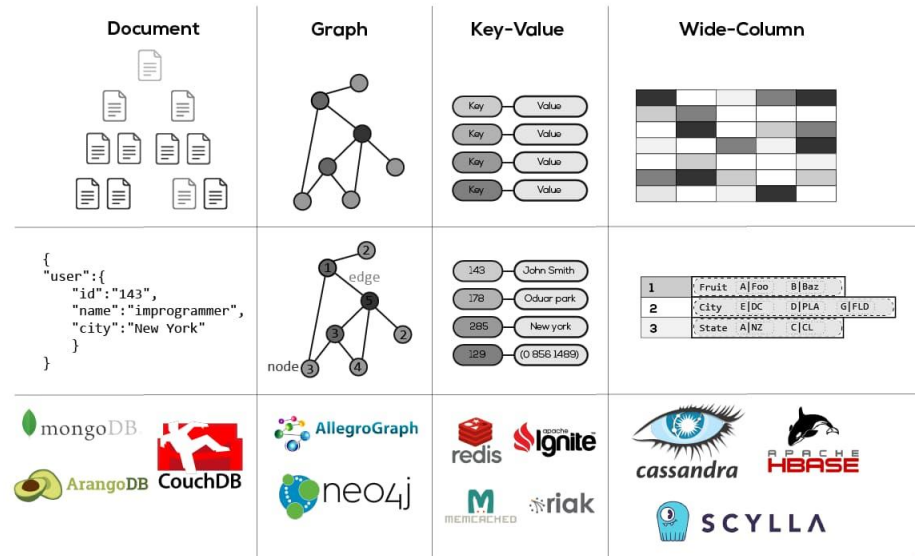 Document
Graph
Key-Value
Wide-Column
Key Value
Key Value
Key Value
Key Value
{
"user":{
"id":"143",
"name":"improgrammer",
"city":"New York"
}
}
1
2
edge
5
3
2
node 3
4
143 John Smith
178 Oduar park
285 New york
129 (0 856 1489)
1 Fruit A|Foo B|Baz
2 City E|DC D|PLA G|FLD
3 State A|NZ C|CL
mongoDB
CouchDB
ArangoDB
AllegroGraph
neo4j
redis
apache
Ignite™
MEMCACHED
riak
cassandra
APACHE
HBASE
SCYLLA